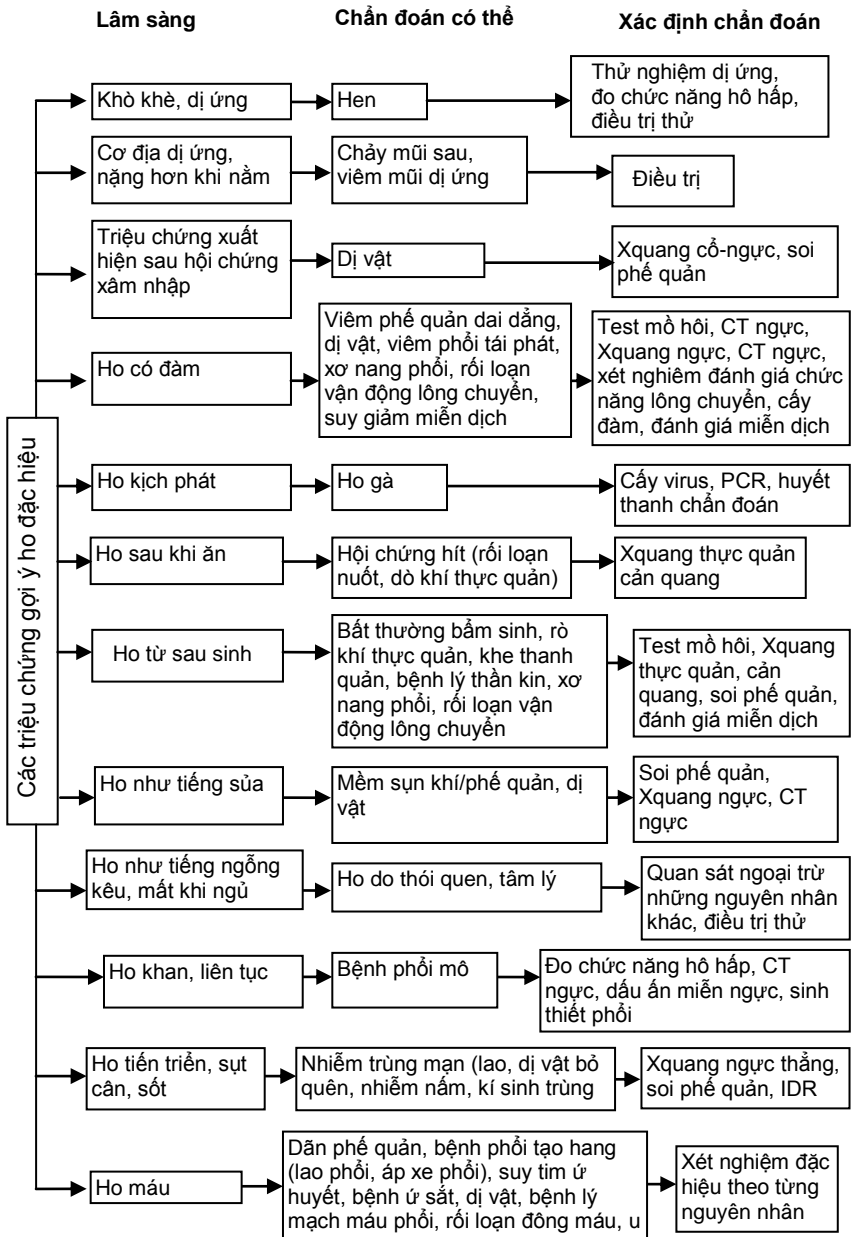 Lâm sàng
Chẩn đoán có thể
Xác định chẩn đoán
Các triệu chứng gợi ý ho đặc hiệu
Khò khè, dị ứng
Hen
Thử nghiệm dị ứng,
đo chức năng hô hấp,
điều trị thử
Cơ địa dị ứng,
nặng hơn khi nằm
Chảy mũi sau,
viêm mũi dị ứng
Điều trị
Triệu chứng xuất
hiện sau hội chứng
xâm nhập
Dị vật
Xquang cổ-ngực, soi
phế quản
Ho có đàm
Viêm phế quản dai dẳng,
dị vật, viêm phổi tái phát,
xơ nang phổi, rối loạn
vận động lông chuyển,
suy giảm miễn dịch
Test mồ hôi, CT ngực,
Xquang ngực, CT ngực,
xét nghiêm đánh giá chức
năng lông chuyển, cấy
đàm, đánh giá miễn dịch
Ho kịch phát
Ho gà
Cấy virus, PCR, huyết
thanh chẩn đoán
Ho sau khi ăn
Hội chứng hít (rối loạn
nuốt, dò khí thực quản)
Xquang thực quản
cản quang
Ho từ sau sinh
Bất thường bẩm sinh, rò
khí thực quản, khe thanh
quản, bệnh lý thần kin, xơ
nang phổi, rối loạn vận
động lông chuyển
Test mồ hôi, Xquang
thực quản, cản
quang, soi phế quản,
đánh giá miễn dịch
Ho như tiếng sủa
Mềm sụn khí/phế quản, dị
vật
Soi phế quản,
Xquang ngực, CT
ngực
Ho như tiếng ngỗng
kêu, mất khi ngủ
Ho do thói quen, tâm lý
Quan sát ngoại trừ
những nguyên nhân
khác, điều trị thử
Ho khan, liên tục
Bệnh phổi mô
Đo chức năng hô hấp, CT
ngực, dấu ấn miễn ngực, sinh
thiết phổi
Ho tiến triển, sụt
cân, sốt
Nhiễm trùng mạn (lao, dị vật bỏ
quên, nhiễm nấm, kí sinh trùng
Xquang ngực thẳng,
soi phế quản, IDR
Ho máu
Dãn phế quản, bệnh phổi tạo hang
(lao phổi, áp xe phổi), suy tim ứ
huyết, bệnh ứ sắt, dị vật, bệnh lý
mạch máu phổi, rối loạn đông máu, u
Xét nghiệm đặc
hiệu theo từng
nguyên nhân